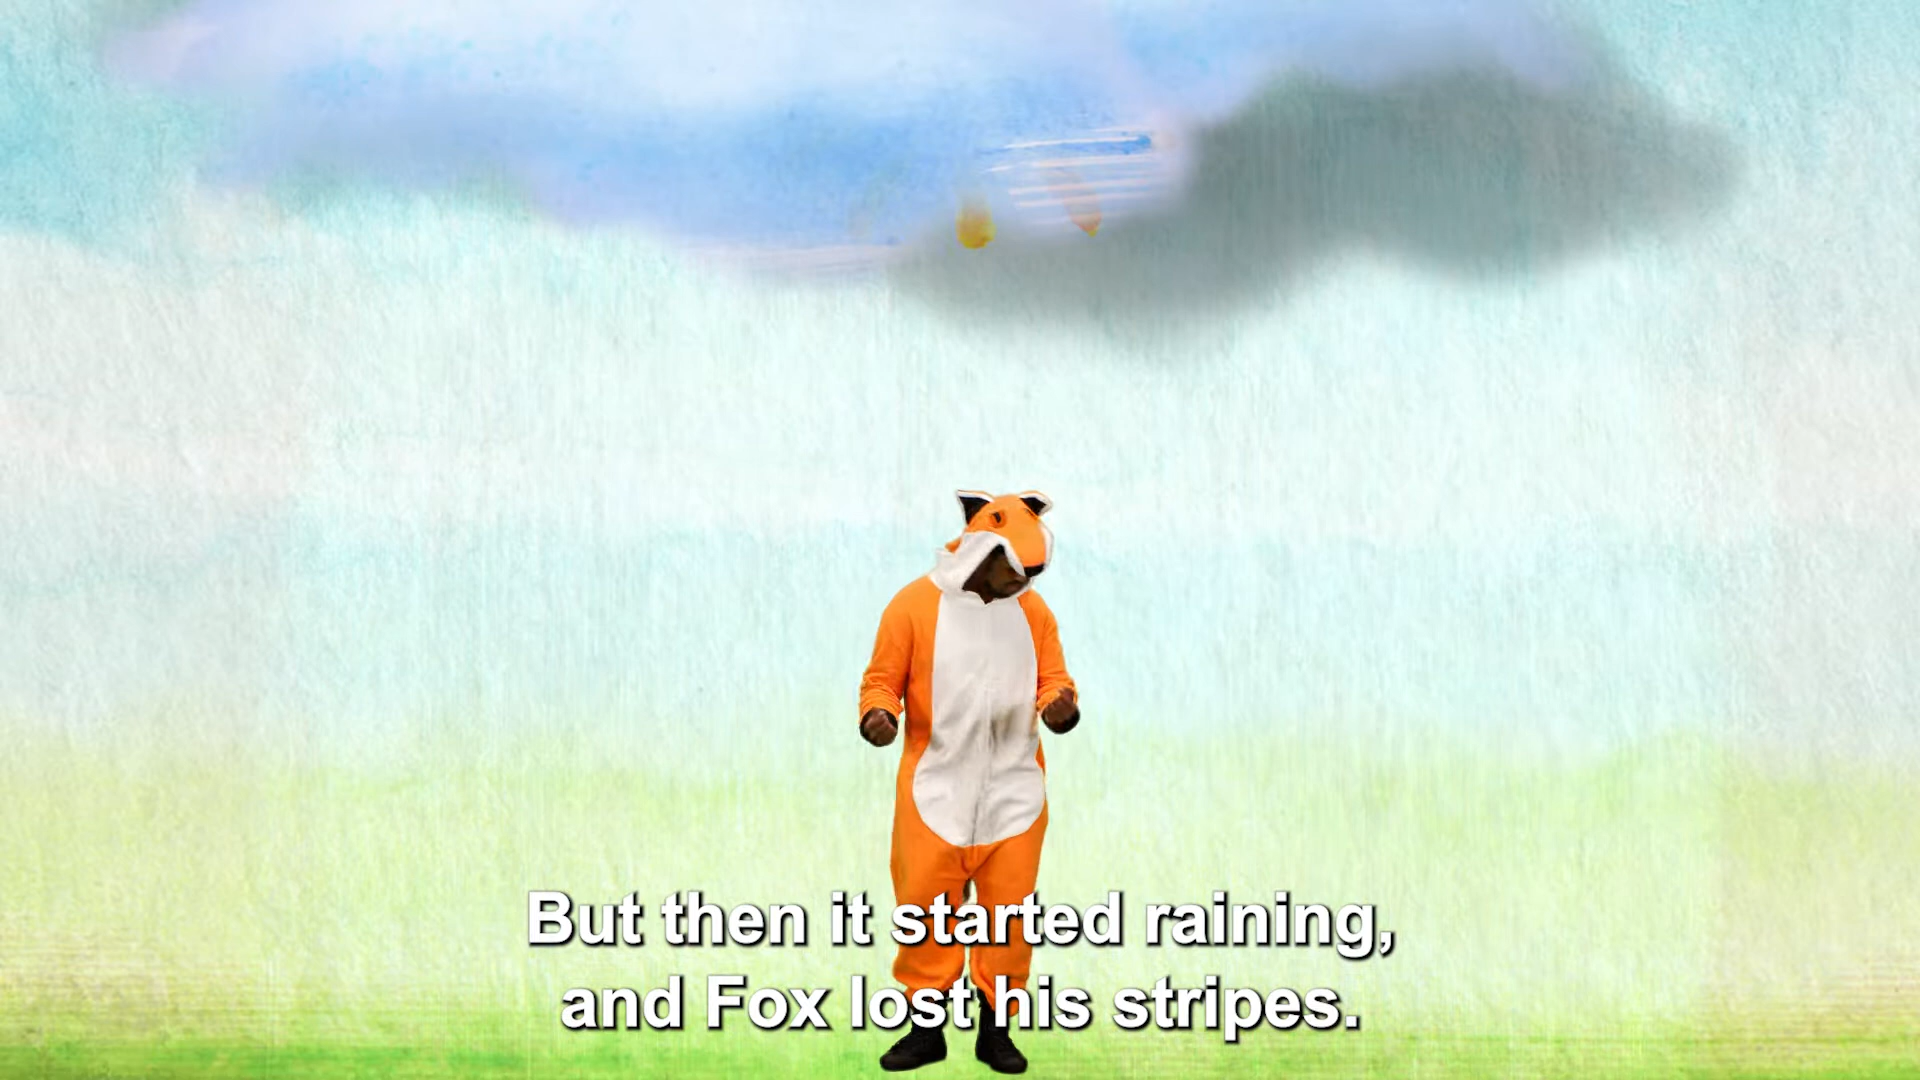 But then it started raining,
and Fox lost his stripes.